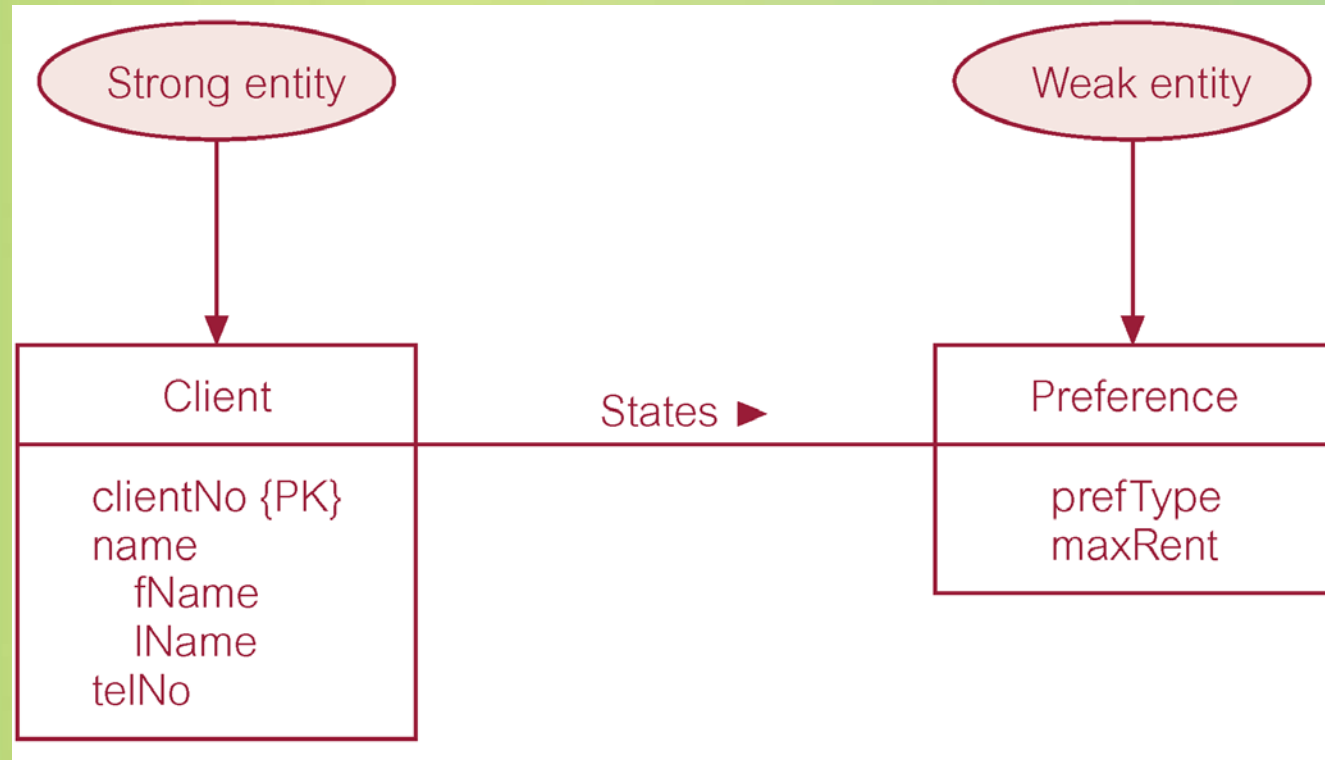 Strong entity
Weak entity
Client
States ►
Preference
clientNo {PK}
name
fName
lName
telNo
prefType
maxRent